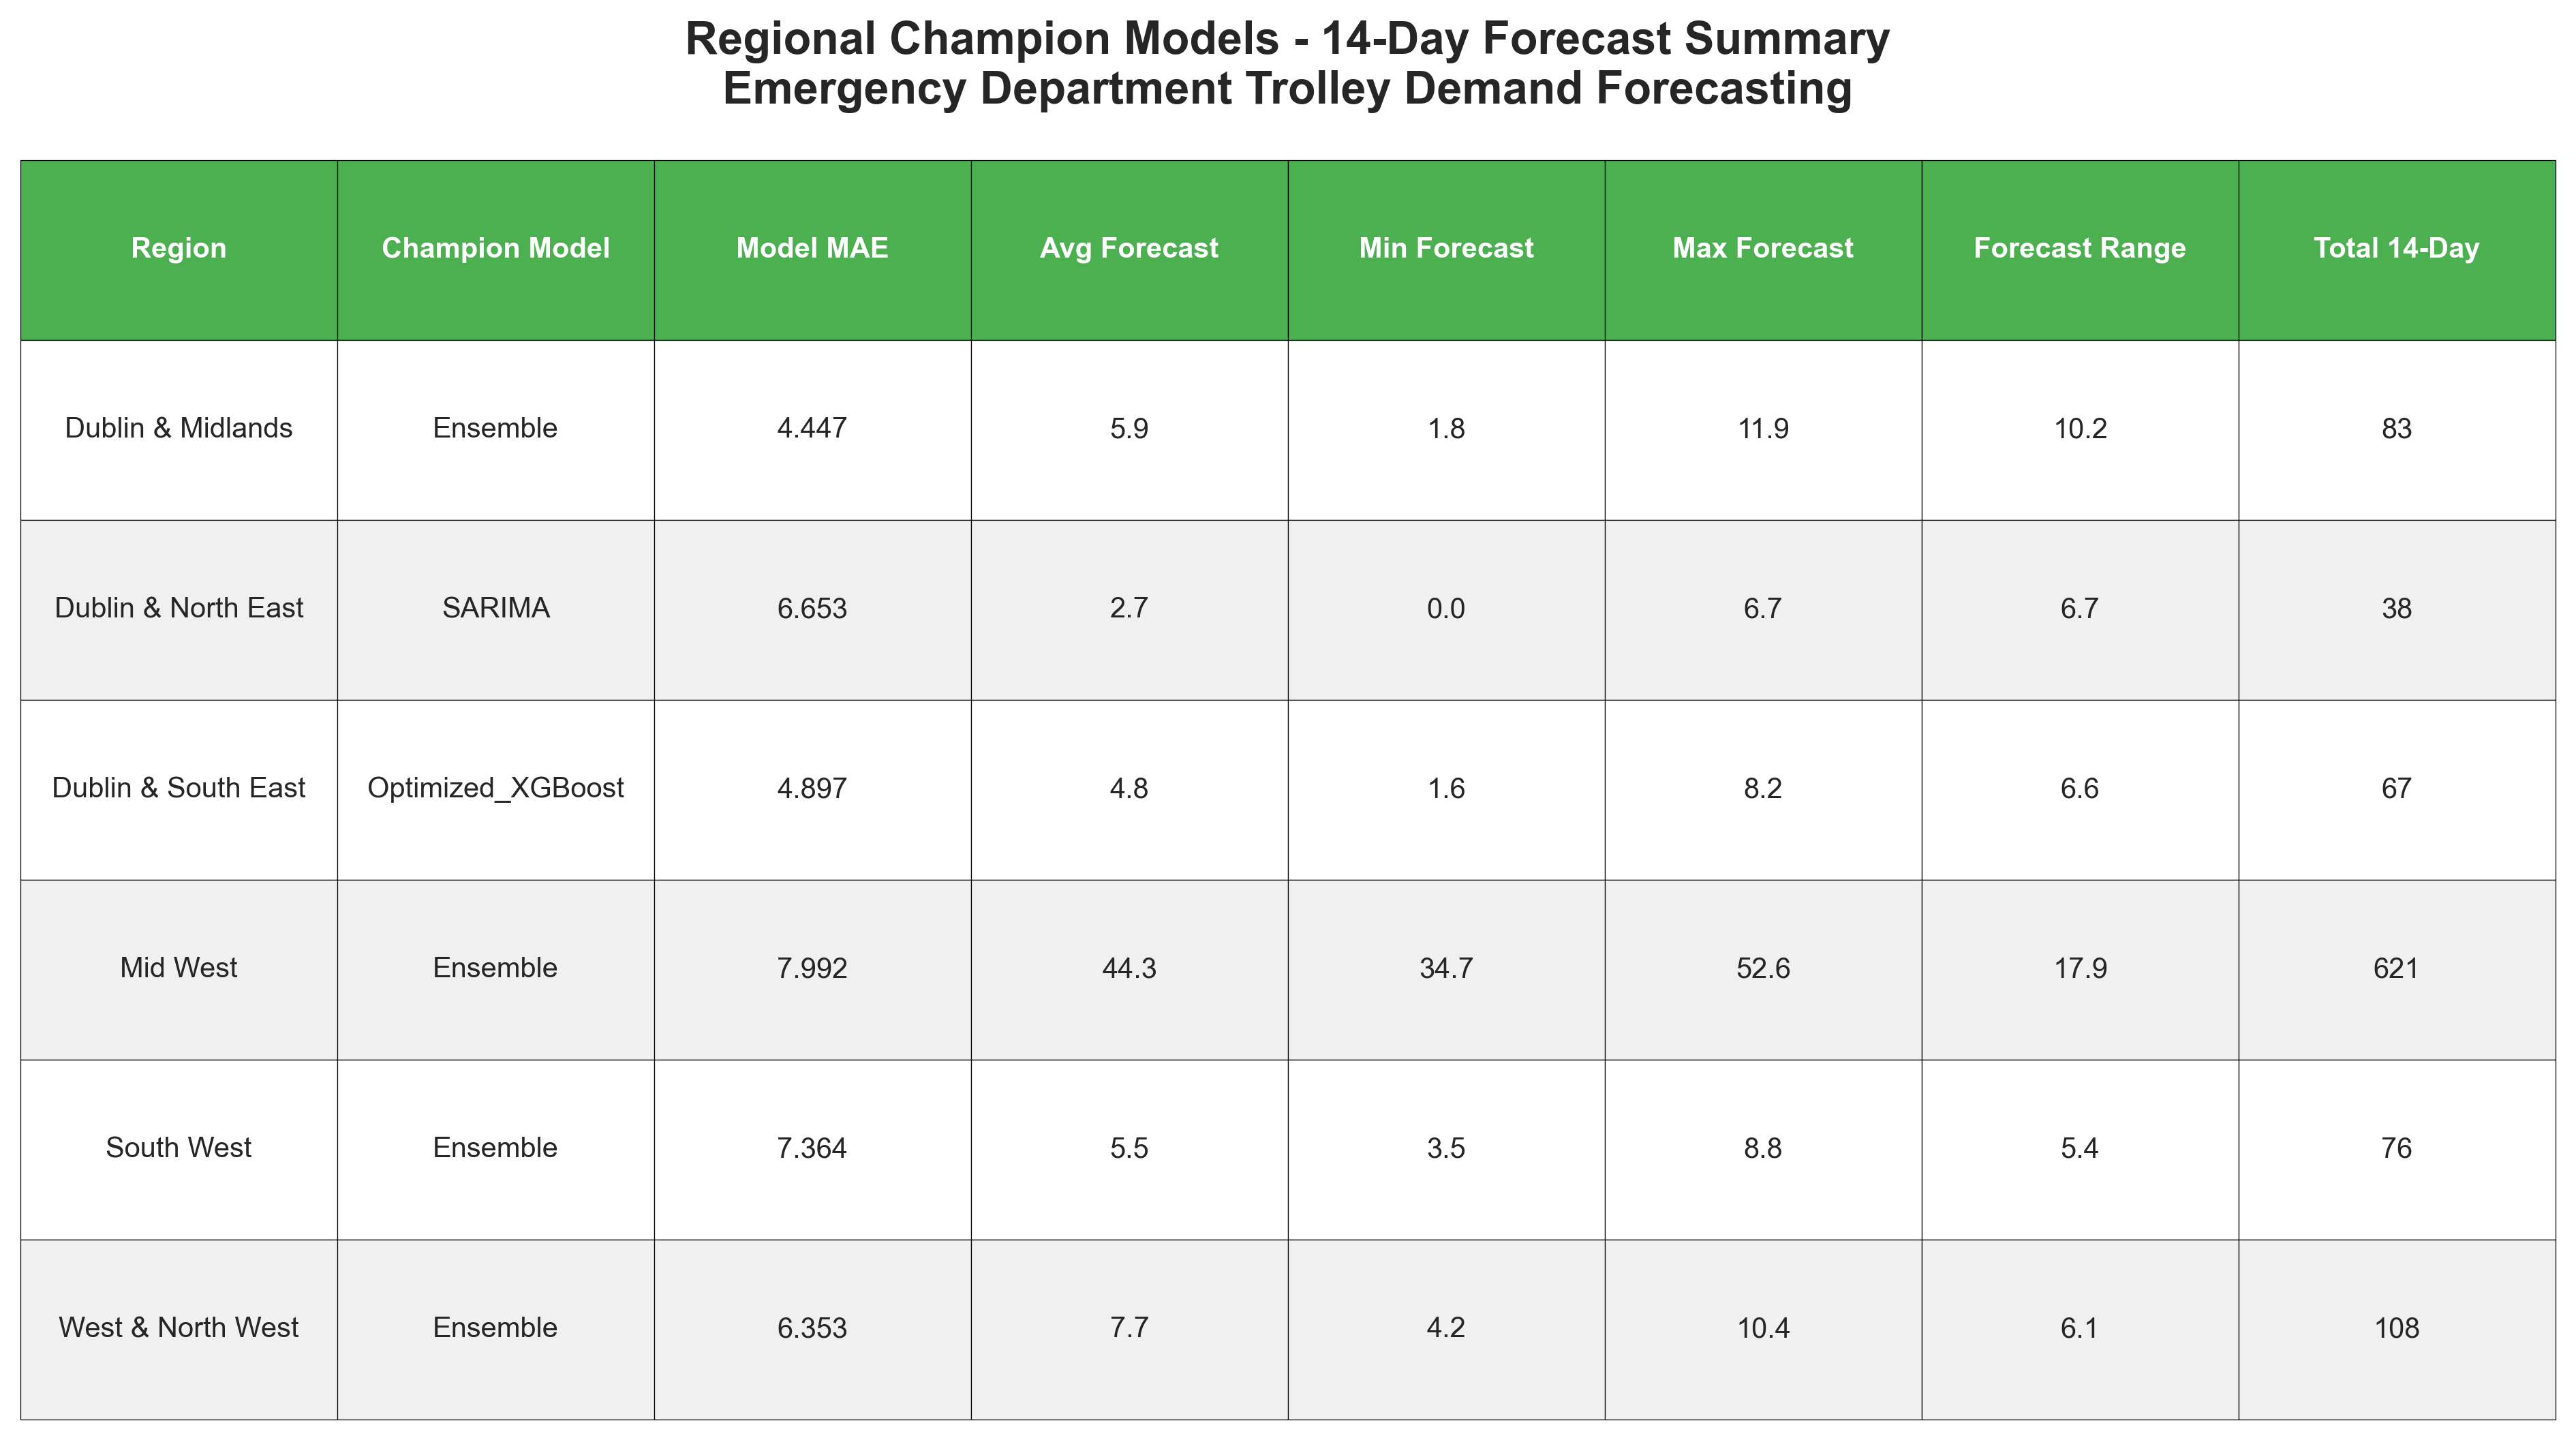 Regional Champion Models - 14-Day Forecast Summary
Emergency Department Trolley Demand Forecasting
Region Champion Model Model MAE Avg Forecast Min Forecast Max Forecast Forecast Range Total 14-Day
Dublin & Midlands Ensemble 4.447 5.9 1.8 11.9 10.2 83
Dublin & North East SARIMA 6.653 2.7 0.0 6.7 6.7 38
Dublin & South East Optimized_XGBoost 4.897 4.8 1.6 8.2 6.6 67
Mid West Ensemble 7.992 44.3 34.7 52.6 17.9 621
South West Ensemble 7.364 5.5 3.5 8.8 5.4 76
West & North West Ensemble 6.353 7.7 4.2 10.4 6.1 108